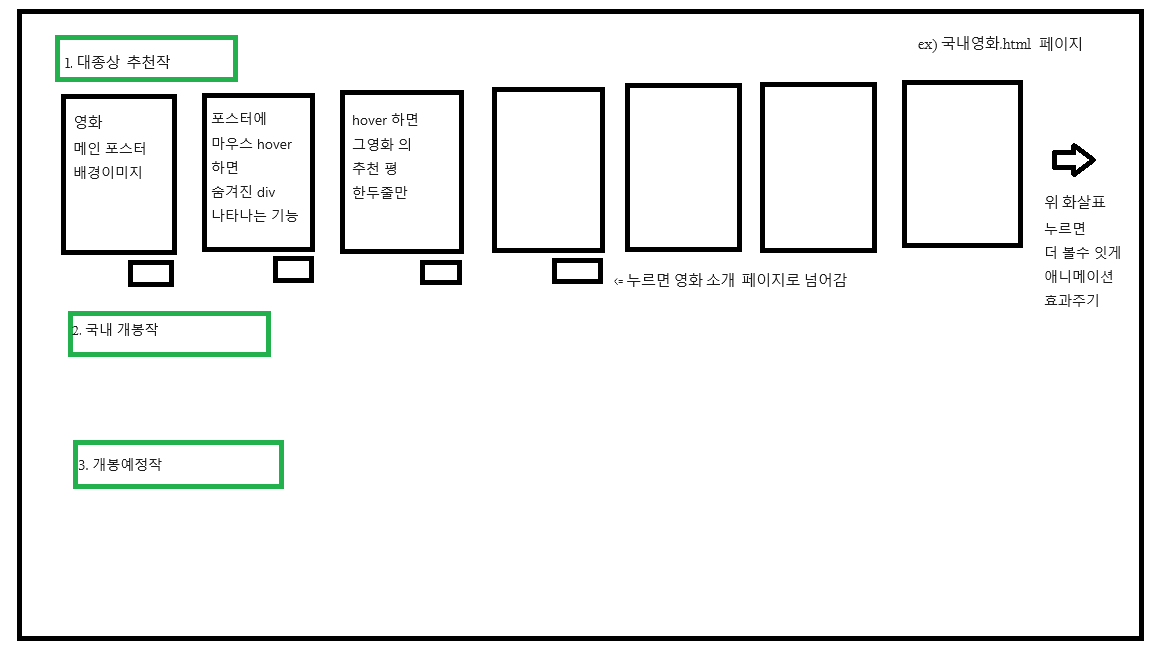 ex) 국내영화.html 페이지
1. 대종상 추천작
영화
메인 포스터
배경이미지
포스터에
마우스 hover
하면
숨겨진 div
나타나는 기능
hover 하면
그영화 의
추천 평
한두줄만
위 화살표
누르면
더 볼수 잇게
애니메이션
효과주기
<= 누르면 영화 소개 페이지로 넘어감
2. 국내 개봉작
3. 개봉예정작